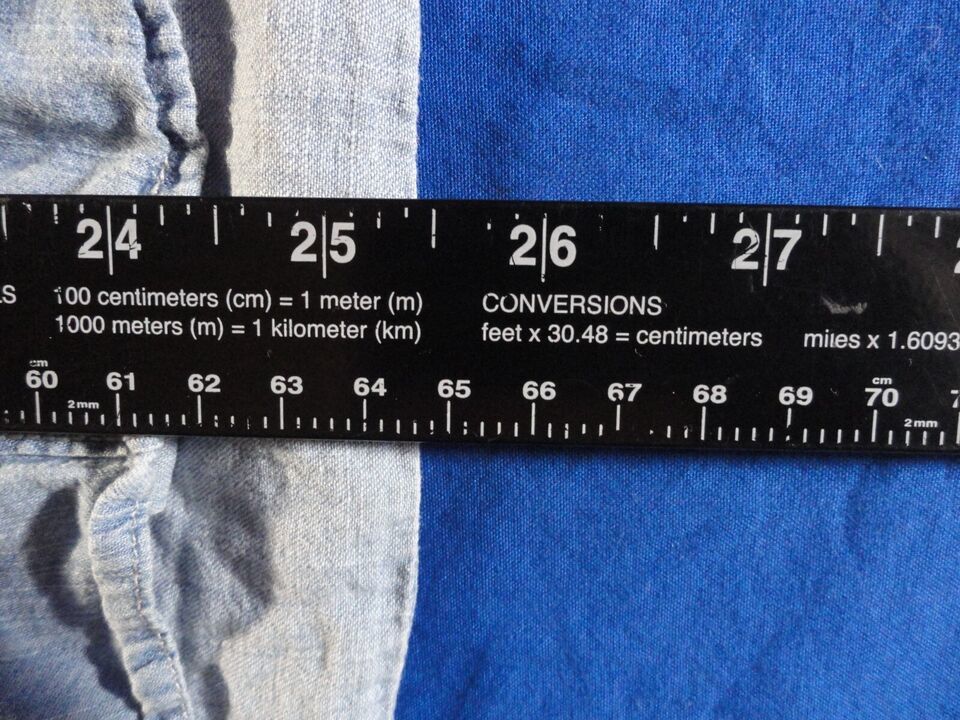 24 25 26 27
LS 100 centimeters (cm) = 1 meter (m) CONVERSIONS
1000 meters (m) = 1 kilometer (km) feet x 30.48 = centimeters miles x 1.6093
cm cm
60 61 62 63 64 65 66 67 68 69 70
2mm 2mm